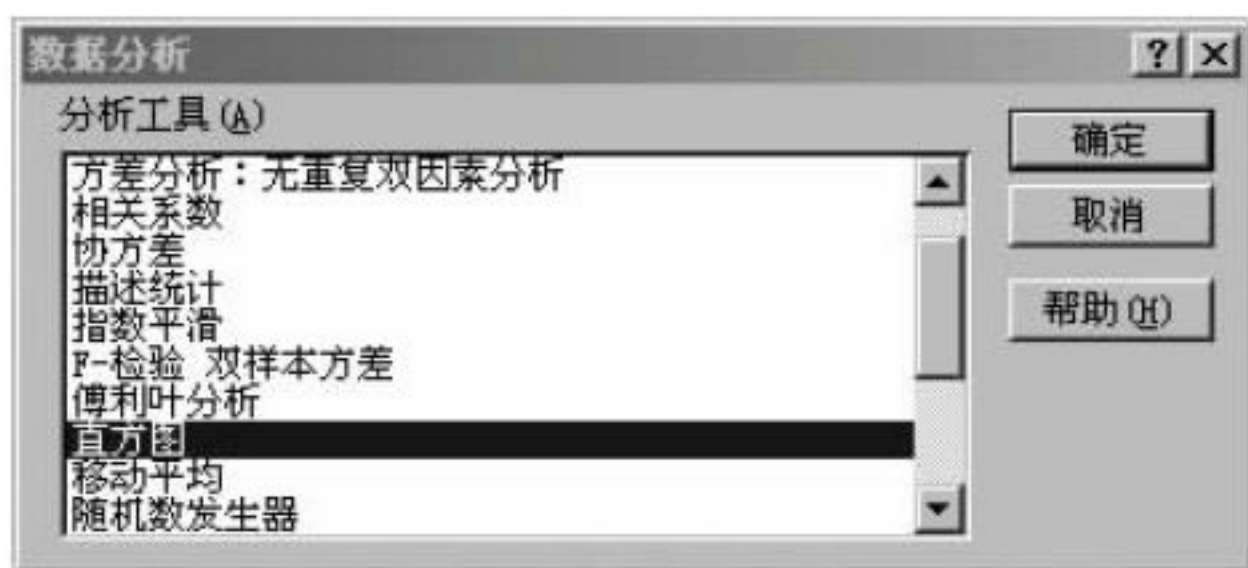 数据分析
分析工具(A)
方差分析：无重复双因素分析
相关系数
协方差
描述统计
指数平滑
F-检验 双样本方差
傅利叶分析
直方图
移动平均
随机数发生器
确定
取消
帮助(H)